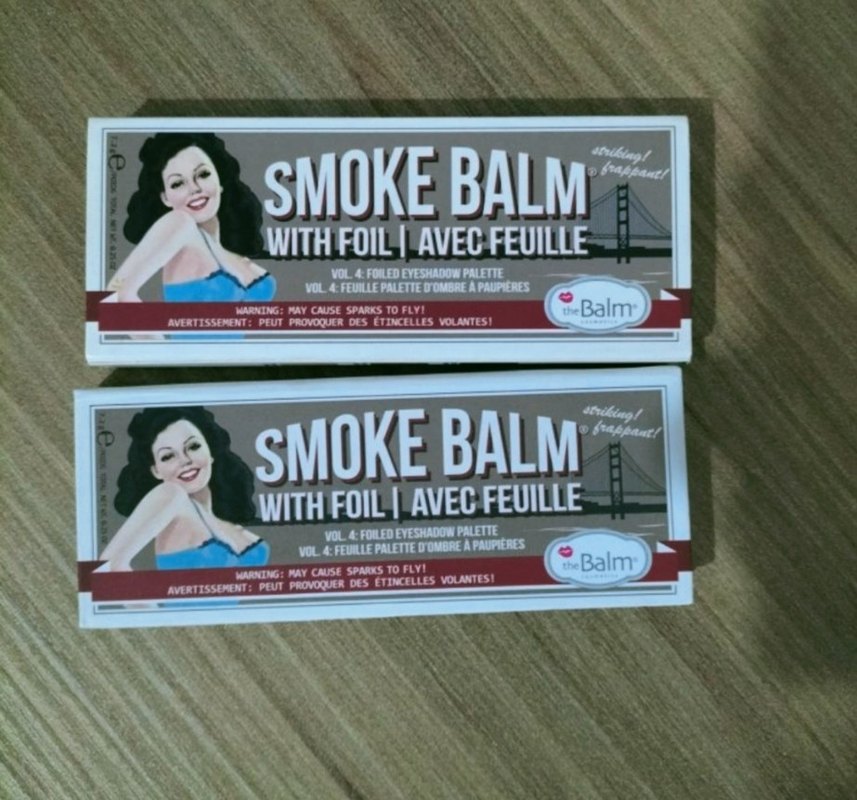 striking!
frappant!
SMOKE BALM®
WITH FOIL | AVEC FEUILLE
VOL. 4: FOILED EYESHADOW PALETTE
VOL. 4: FEUILLE PALETTE D'OMBRE À PAUPIÈRES
WARNING: MAY CAUSE SPARKS TO FLY!
AVERTISSEMENT: PEUT PROVOQUER DES ÉTINCELLES VOLANTES!
theBalm®
COSMETICS
striking!
frappant!
SMOKE BALM®
WITH FOIL | AVEC FEUILLE
VOL. 4: FOILED EYESHADOW PALETTE
VOL. 4: FEUILLE PALETTE D'OMBRE À PAUPIÈRES
WARNING: MAY CAUSE SPARKS TO FLY!
AVERTISSEMENT: PEUT PROVOQUER DES ÉTINCELLES VOLANTES!
theBalm®
COSMETICS